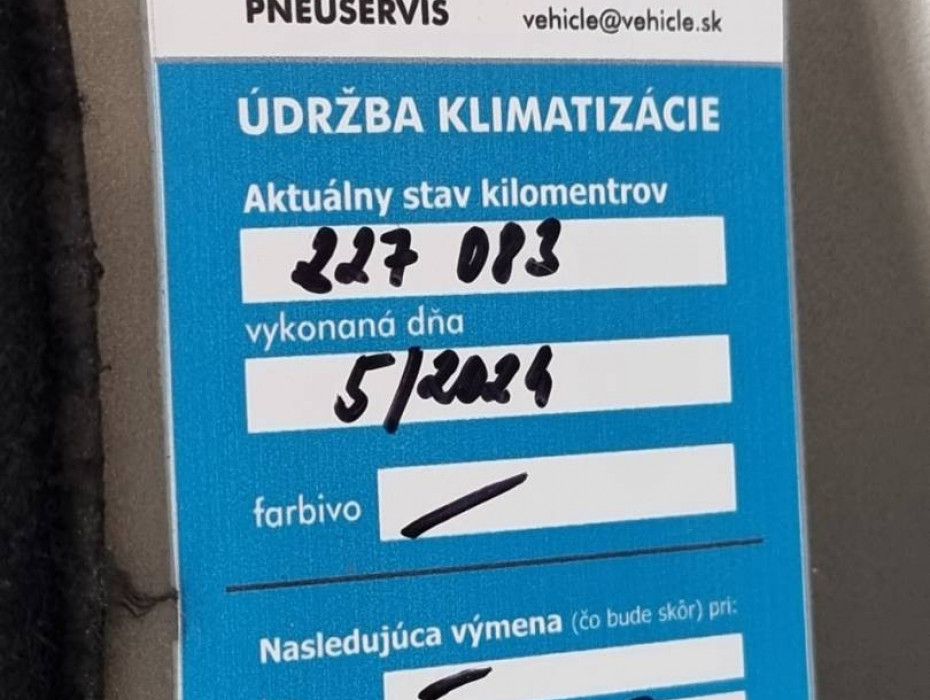 PNEUSERVIS
vehicle@vehicle.sk
ÚDRŽBA KLIMATIZÁCIE
Aktuálny stav kilomentrov
227 083
vykonaná dňa
5/2024
farbivo
Nasledujúca výmena (čo bude skôr) pri: